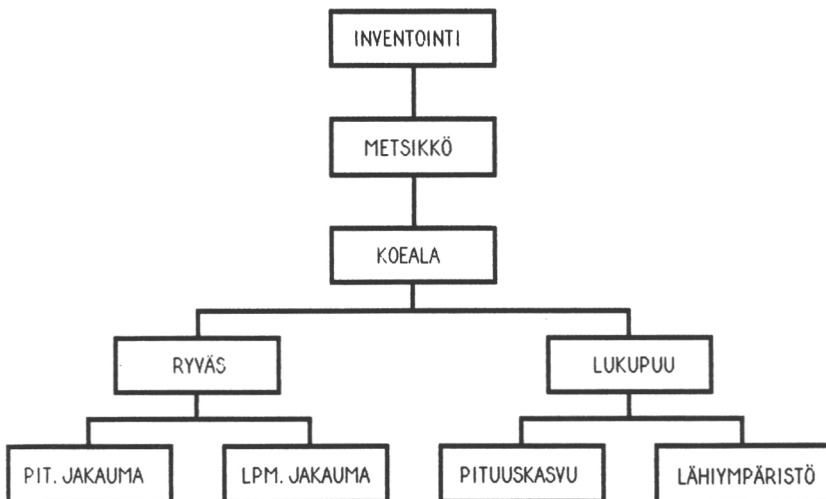 INVENTOINTI
METSIKKÖ
KOEALA
RYVÄS
LUKUPUU
PIT. JAKAUMA
LPM. JAKAUMA
PITUUSKASVU
LÄHIYMPÄRISTÖ